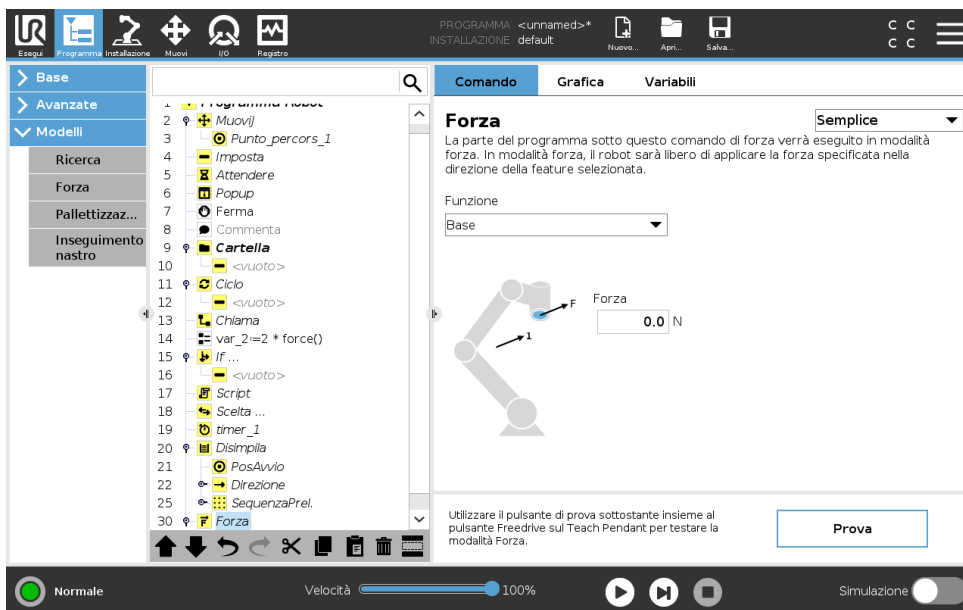 PROGRAMMA <unnamed>*
INSTALLAZIONE default
Esegui Programma Installazione Muovi I/O Registro Nuovo... Apri... Salva...
C C
C C
Base
Avanzate
Modelli
Ricerca
Forza
Pallettizzaz...
Inseguimento
nastro
1 Programma Robot
2 MuoviJ
3 Punto_percors_1
4 Imposta
5 Attendere
6 Popup
7 Ferma
8 Commenta
9 Cartella
10 <vuoto>
11 Ciclo
12 <vuoto>
13 Chiama
14 var_2:=2 * force()
15 If ...
16 <vuoto>
17 Script
18 Scelta ...
19 timer_1
20 Disimpila
21 PosAvvio
22 Direzione
25 SequenzaPrel.
30 Forza
Comando Grafica Variabili
Forza Semplice
La parte del programma sotto questo comando di forza verrà eseguito in modalità
forza. In modalità forza, il robot sarà libero di applicare la forza specificata nella
direzione della feature selezionata.
Funzione
Base
F
1
Forza
0.0 N
Utilizzare il pulsante di prova sottostante insieme al
pulsante Freedrive sul Teach Pendant per testare la
modalità Forza.
Prova
Normale Velocità 100% Simulazione